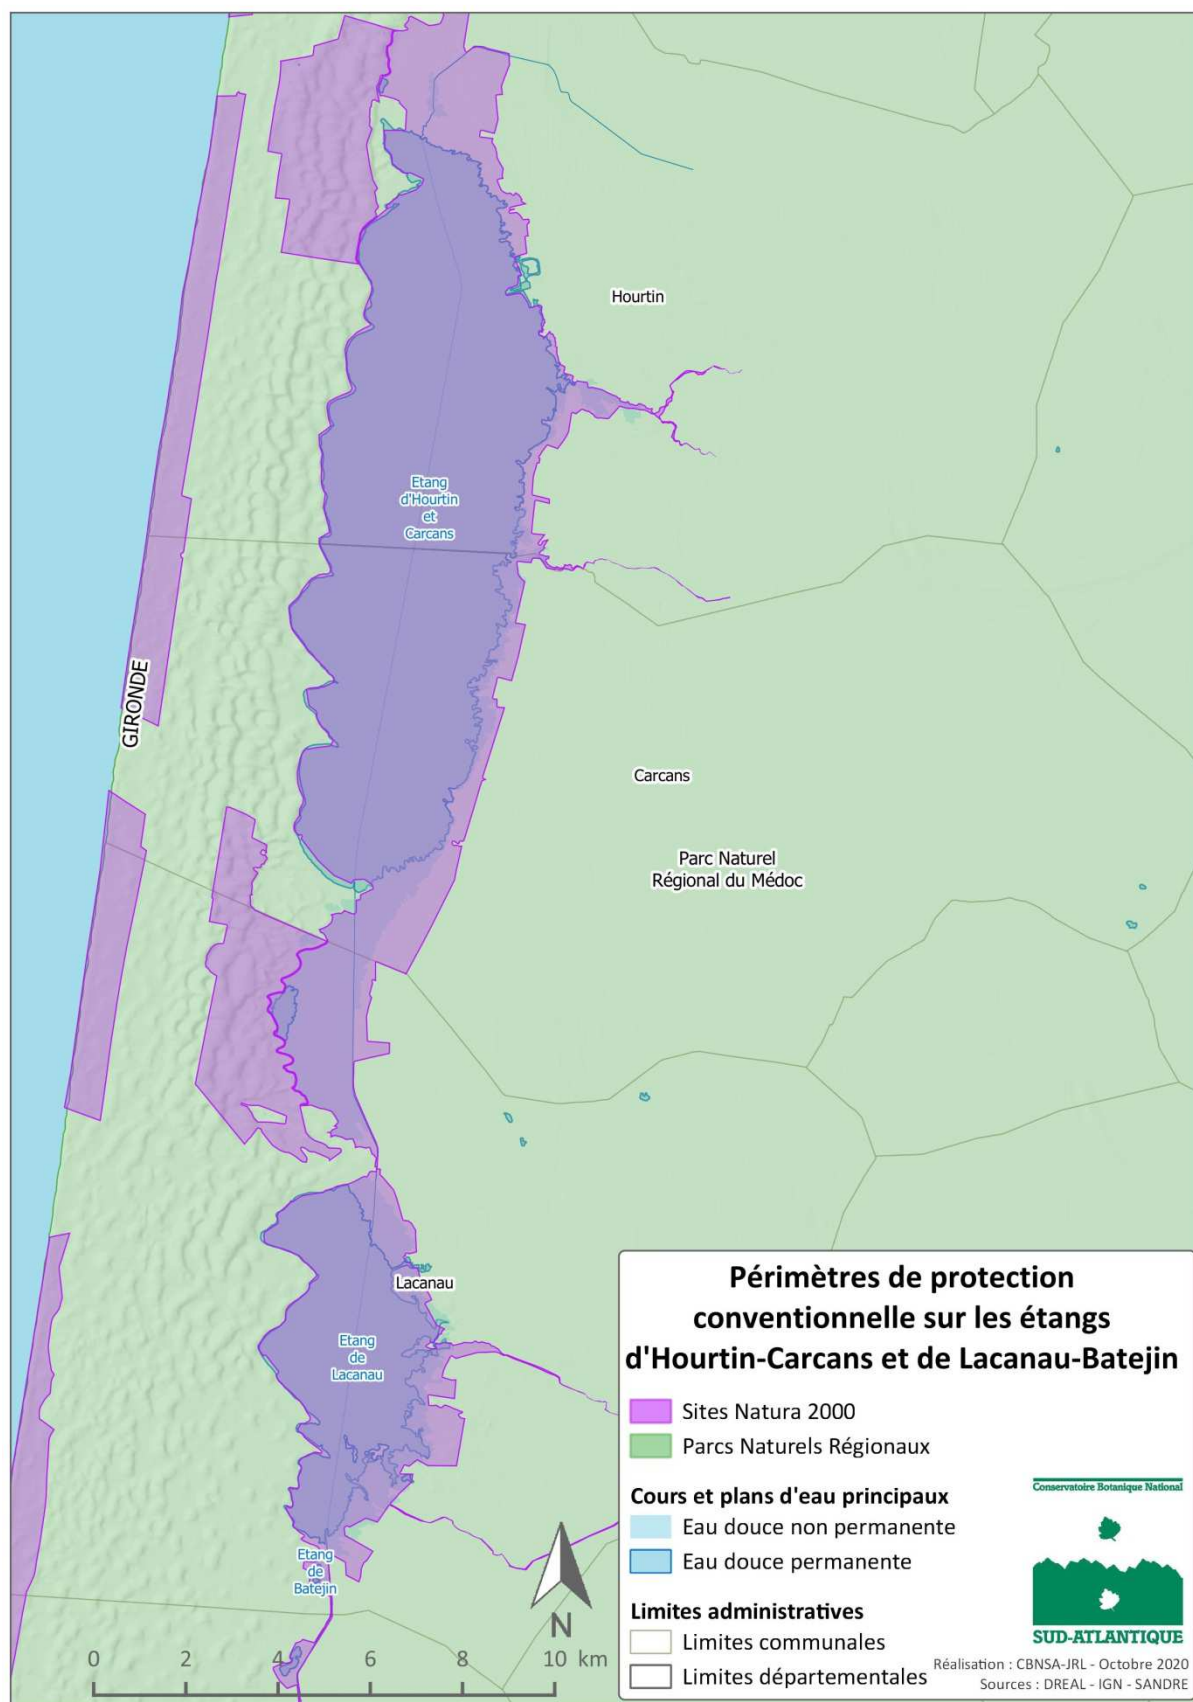 Hourtin
Etang
d'Hourtin
et
Carcans
GIRONDE
Carcans
Parc Naturel
Régional du Médoc
Lacanau
Etang
de
Lacanau
Etang
de
Batejin
N
0 2 4 6 8 10 km
Périmètres de protection
conventionnelle sur les étangs
d'Hourtin-Carcans et de Lacanau-Batejin
Sites Natura 2000
Parcs Naturels Régionaux
Cours et plans d'eau principaux
Eau douce non permanente
Eau douce permanente
Limites administratives
Limites communales
Limites départementales
Conservatoire Botanique National
SUD-ATLANTIQUE
Réalisation : CBNSA-JRL - Octobre 2020
Sources : DREAL - IGN - SANDRE